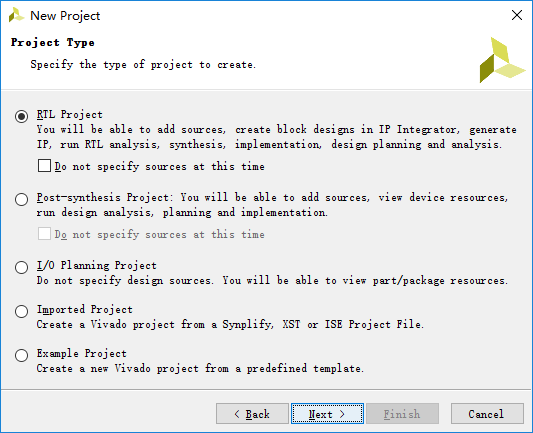 New Project
Project Type
Specify the type of project to create.
RTL Project
You will be able to add sources, create block designs in IP Integrator, generate
IP, run RTL analysis, synthesis, implementation, design planning and analysis.
Do not specify sources at this time
Post-synthesis Project: You will be able to add sources, view device resources,
run design analysis, planning and implementation.
Do not specify sources at this time
I/O Planning Project
Do not specify design sources. You will be able to view part/package resources.
Imported Project
Create a Vivado project from a Synplify, XST or ISE Project File.
Example Project
Create a new Vivado project from a predefined template.
< Back
Next >
Finish
Cancel